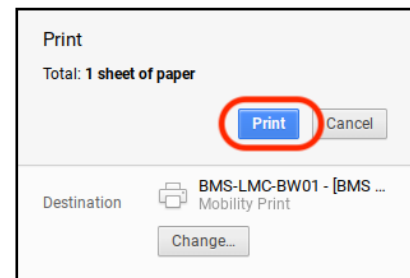 Print
Total: 1 sheet of paper
Print Cancel
Destination BMS-LMC-BW01 - [BMS ...
Mobility Print
Change...